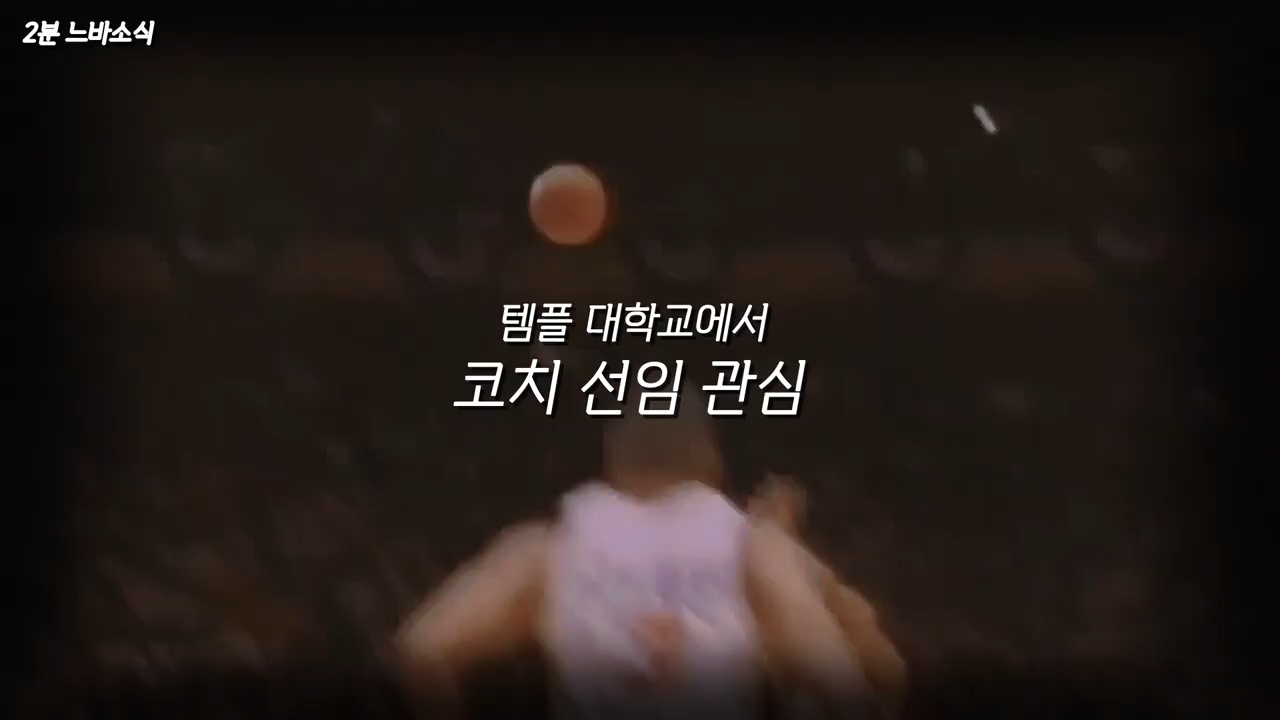 2분 느바소식
템플 대학교에서
코치 선임 관심